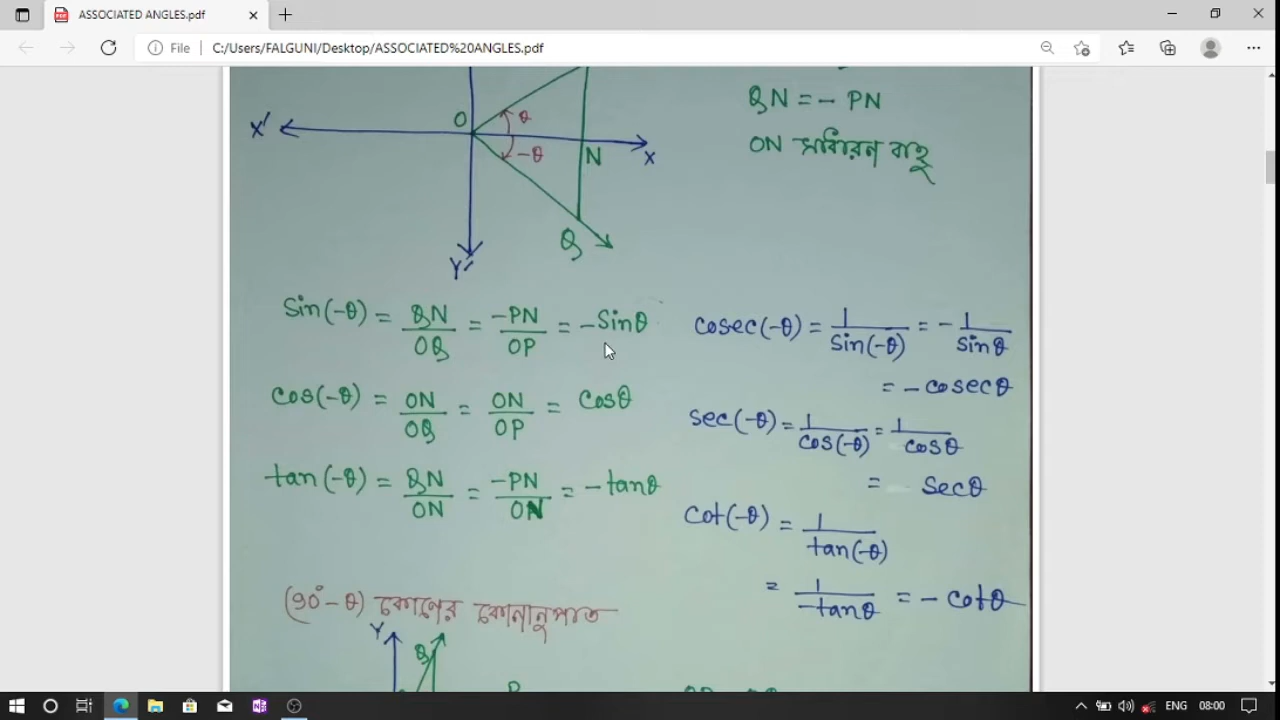 ASSOCIATED ANGLES.pdf
File C:/Users/FALGUNI/Desktop/ASSOCIATED%20ANGLES.pdf
QN = - PN
ON সাধারন বাহু
X' O θ -θ N X
Q
Y'
sin(-θ) = QN/OQ = -PN/OP = -sinθ
cos(-θ) = ON/OQ = ON/OP = cosθ
tan(-θ) = QN/ON = -PN/ON = -tanθ
cosec(-θ) = 1/sin(-θ) = - 1/sinθ
= - cosecθ
sec(-θ) = 1/cos(-θ) = 1/cosθ
= secθ
cot(-θ) = 1/tan(-θ)
= 1/-tanθ = - cotθ
(90° - θ) কোণের কোনানুপাত
Y Q
ENG 08:00